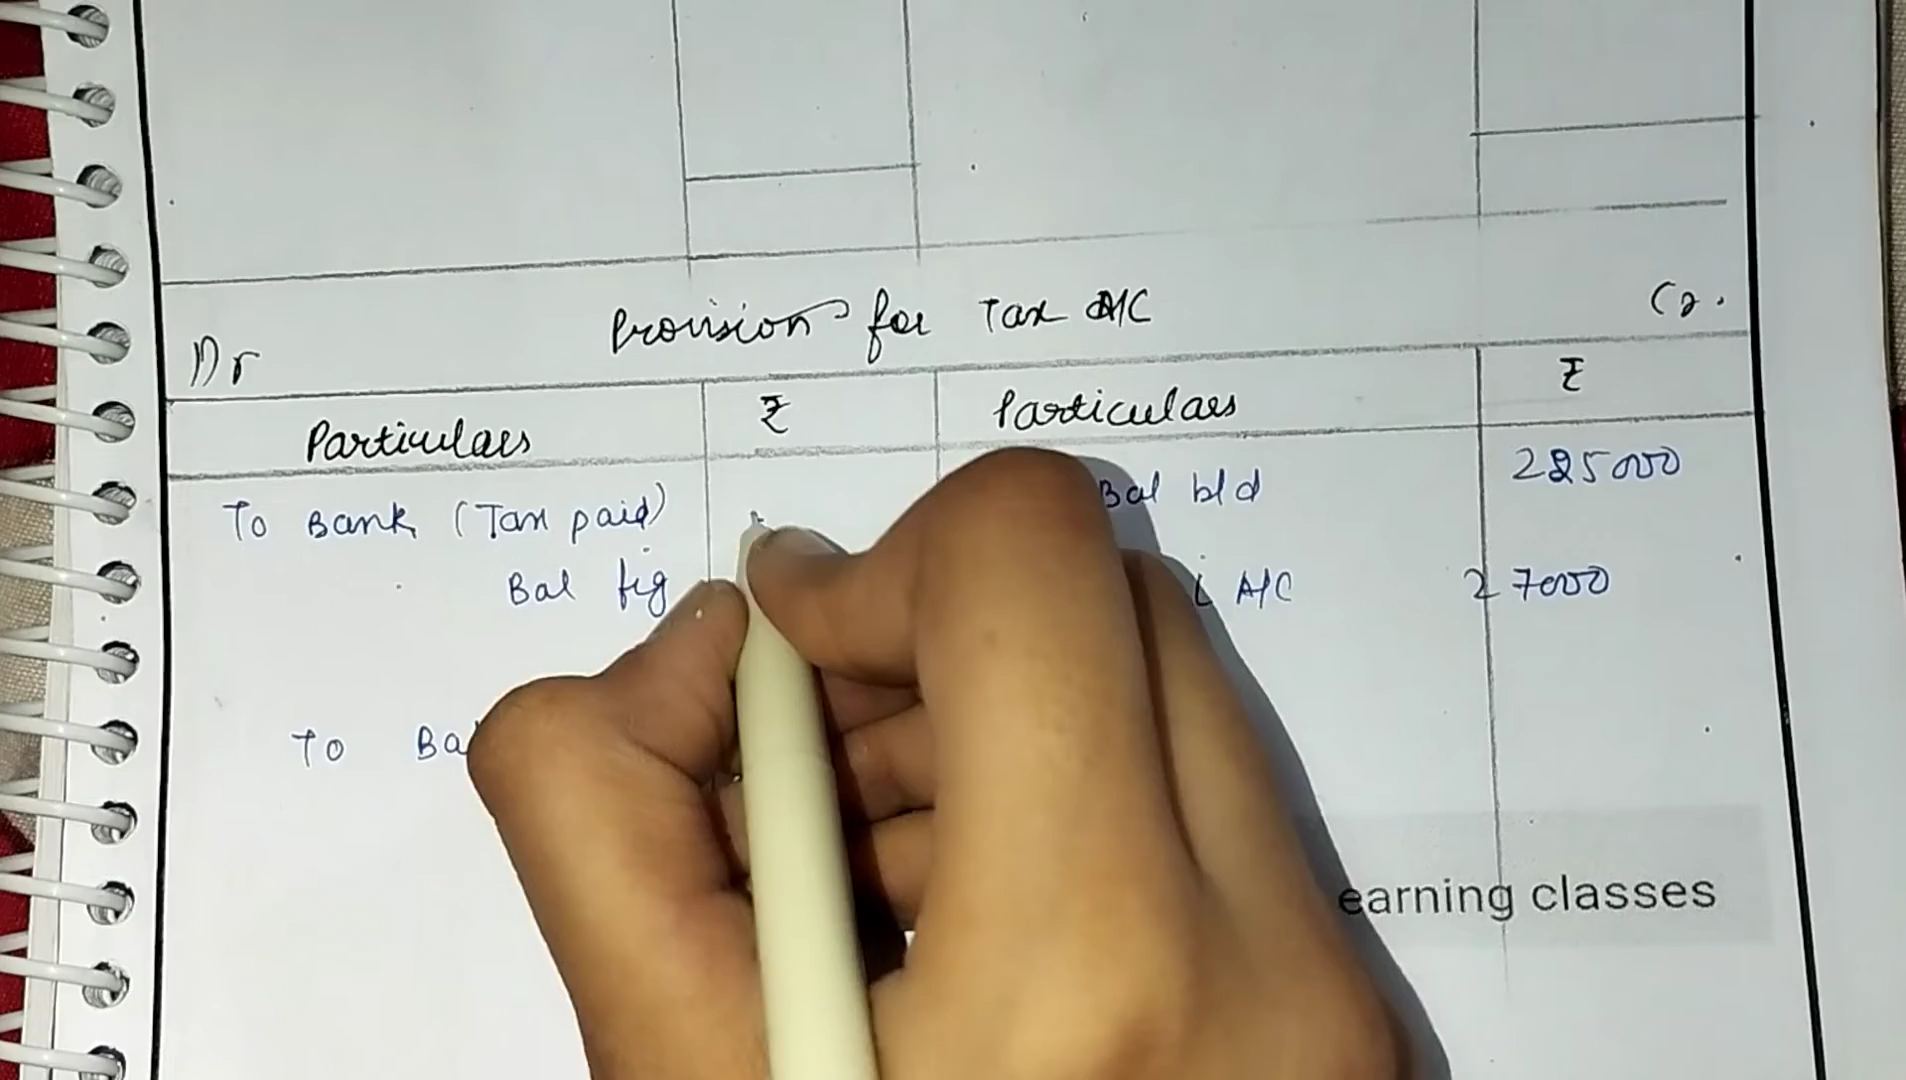 Provision for Tax A/C
Dr
Cr.
Particulars ₹ Particulars ₹
To Bank (Tax paid) Bal b/d 225000
Bal fig A/C 27000
To Ba
earning classes